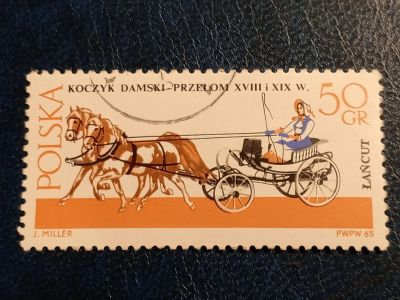 KOCZYK DAMSKI-PRZEŁOM XVIII i XIX W.
50
GR
POLSKA
ŁAŃCUT
J. MILLER
PWPW 65